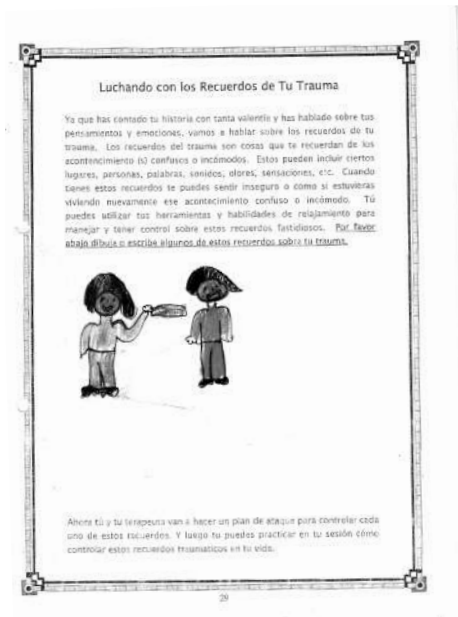 Luchando con los Recuerdos de Tu Trauma
Ya que has contado tu historia con tanta valentía y has hablado sobre tus
pensamientos y emociones, vamos a hablar sobre los recuerdos de tu
trauma. Los recuerdos del trauma son cosas que te recuerdan de los
acontencimiento (s) confusos o incómodos. Estos pueden incluir ciertos
lugares, personas, palabras, sonidos, olores, sensaciones, etc. Cuando
tienes estos recuerdos te puedes sentir inseguro o como si estuvieras
viviendo nuevamente ese acontecimiento confuso o incómodo. Tú
puedes utilizar tus herramientas y habilidades de relajamiento para
manejar y tener control sobre estos recuerdos fastidiosos. Por favor
abajo dibuja o escribe algunos de estos recuerdos sobre tu trauma.
Ahora tú y tu terapeuta van a hacer un plan de ataque para controlar cada
uno de estos recuerdos. Y luego tu puedes practicar en tu sesión cómo
controlar estos recuerdos traumaticos en tu vida.
29